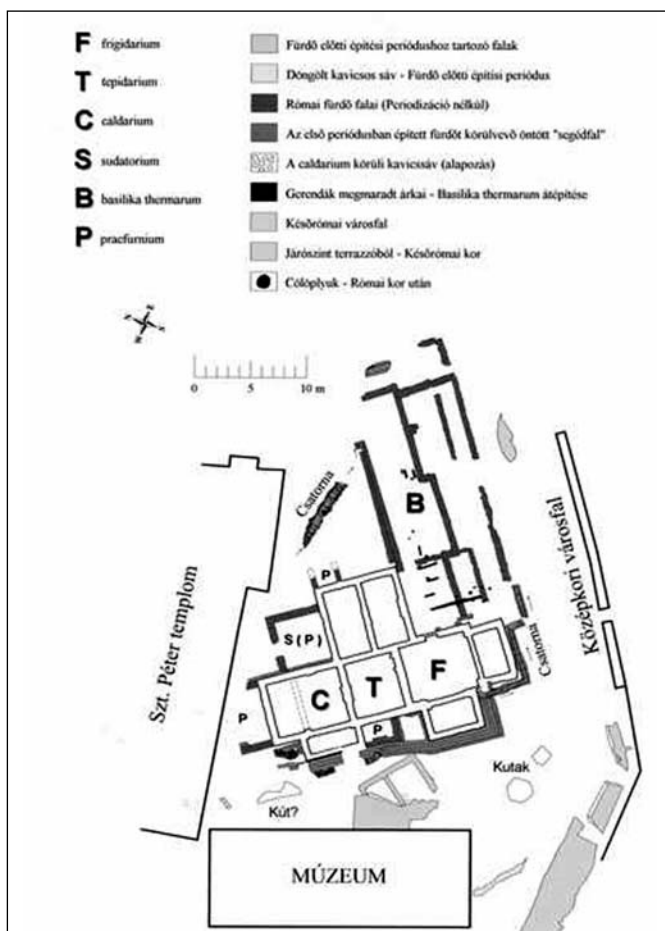 F frigidarium
T tepidarium
C caldarium
S sudatorium
B basilika thermarum
P praefurnium
Fürdő előtti építési periódushoz tartozó falak
Döngölt kavicsos sáv - Fürdő előtti építési periódus
Római fürdő falai (Periodizáció nélkül)
Az első periódusban épített fürdőt körülvevő öntött "segédfal"
A caldarium körüli kavicssáv (alapozás)
Gerendák megmaradt árkai - Basilika thermarum átépítése
Későrómai városfal
Járószint terrazzóból - Későrómai kor
Cölöplyuk - Római kor után
N
E
S
W
0 5 10 m
Csatorna
B
Szt. Péter templom
Középkori városfal
P
S (P)
Csatorna
F
T
C
P
P
Kutak
Kút?
MÚZEUM